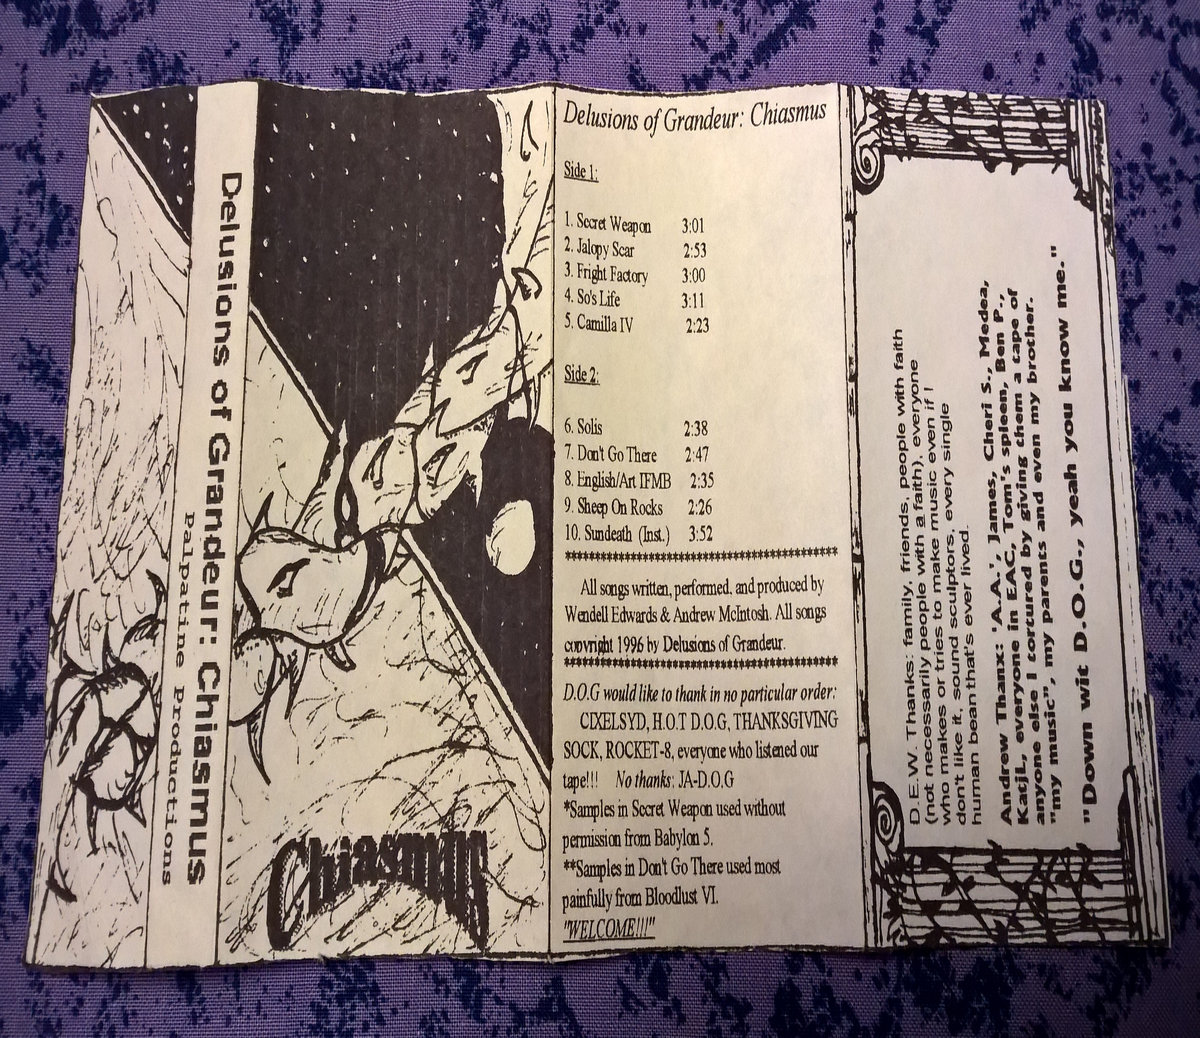 Delusions of Grandeur: Chiasmus
Palpatine Productions
Chiasmus
Delusions of Grandeur: Chiasmus
Side 1:
1. Secret Weapon 3:01
2. Jalopy Scar 2:53
3. Fright Factory 3:00
4. So's Life 3:11
5. Camilla IV 2:23
Side 2:
6. Solis 2:38
7. Don't Go There 2:47
8. English/Art IFMB 2:35
9. Sheep On Rocks 2:26
10. Sundeath (Inst.) 3:52
All songs written, performed, and produced by
Wendell Edwards & Andrew McIntosh. All songs
copyright 1996 by Delusions of Grandeur.
D.O.G would like to thank in no particular order:
CIXELSYD, H.O.T D.O.G, THANKSGIVING
SOCK, ROCKET-8, everyone who listened our
tape!!! No thanks: JA-D.O.G
*Samples in Secret Weapon used without
permission from Babylon 5.
**Samples in Don't Go There used most
painfully from Bloodlust VI.
"WELCOME!!!"
D.E.W. Thanks: family, friends, people with faith
(not necessarily people with a faith), everyone
who makes or tries to make music even if I
don't like it, sound sculptors, every single
human bean that's ever lived.
Andrew Thanx: 'A.A.', James, Cheri S., Medea,
KatjiL, everyone in EAC, Tom's spleen, Ben P.,
anyone else I tortured by giving them a tape of
"my music", my parents and even my brother.
"Down wit D.O.G., yeah you know me."